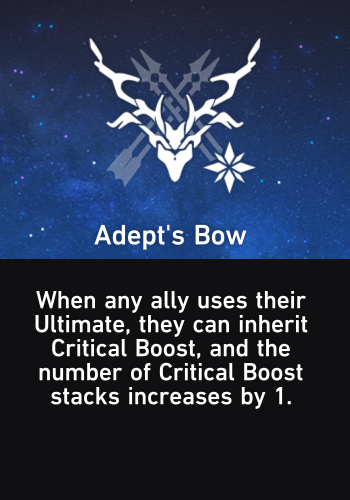 Adept's Bow
When any ally uses their
Ultimate, they can inherit
Critical Boost, and the
number of Critical Boost
stacks increases by 1.